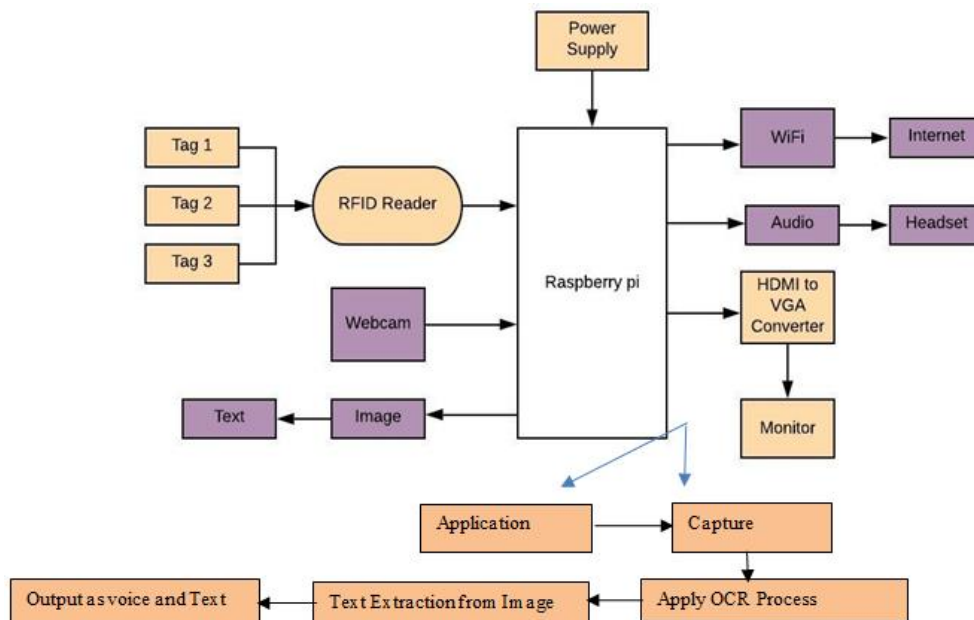 Power
Supply
WiFi
Internet
Tag 1
Tag 2
RFID Reader
Tag 3
Audio
Headset
Raspberry pi
HDMI to
VGA
Converter
Webcam
Text
Image
Monitor
Application
Capture
Output as voice and Text
Text Extraction from Image
Apply OCR Process